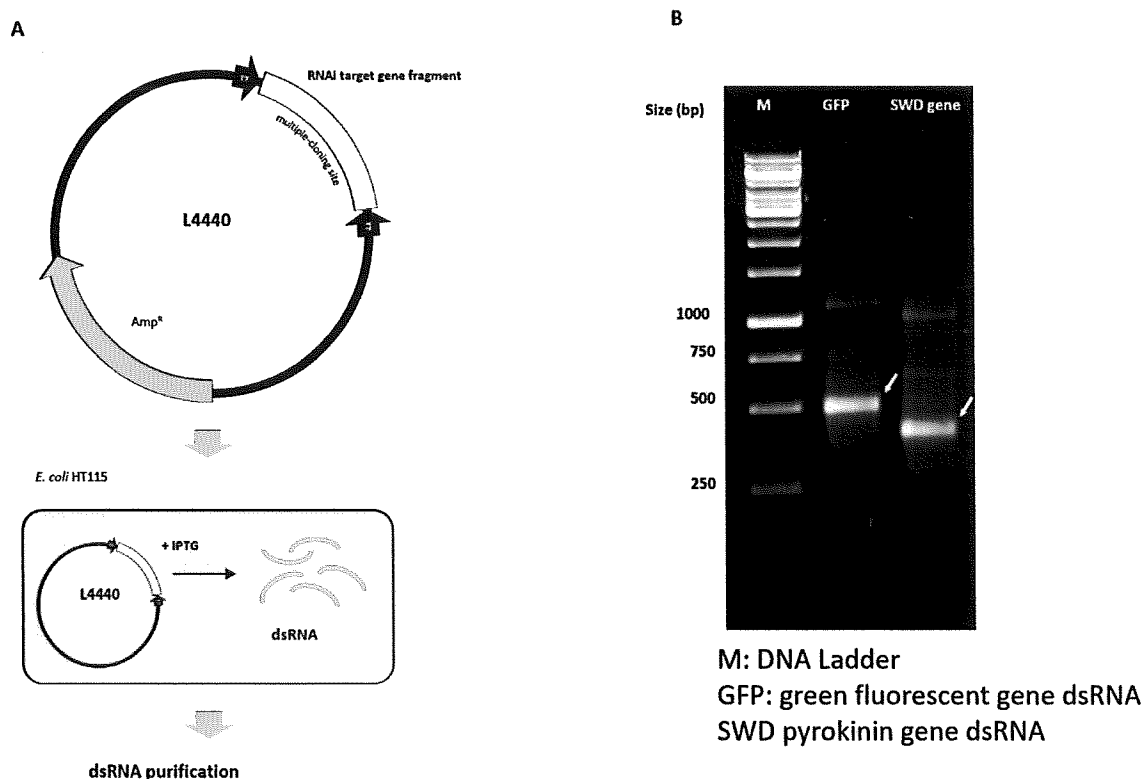 A
RNAi target gene fragment
multiple-cloning site
L4440
Amp^R
E. coli HT115
+ IPTG
L4440
dsRNA
dsRNA purification
B
Size (bp)
M
GFP
SWD gene
1000
750
500
250
M: DNA Ladder
GFP: green fluorescent gene dsRNA
SWD pyrokinin gene dsRNA